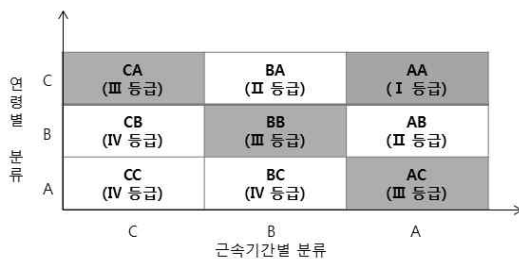 연령별 분류
C
CA
(Ⅲ 등급)
BA
(Ⅱ 등급)
AA
(Ⅰ 등급)
B
CB
(Ⅳ 등급)
BB
(Ⅲ 등급)
AB
(Ⅱ 등급)
A
CC
(Ⅳ 등급)
BC
(Ⅳ 등급)
AC
(Ⅲ 등급)
C
B
A
근속기간별 분류